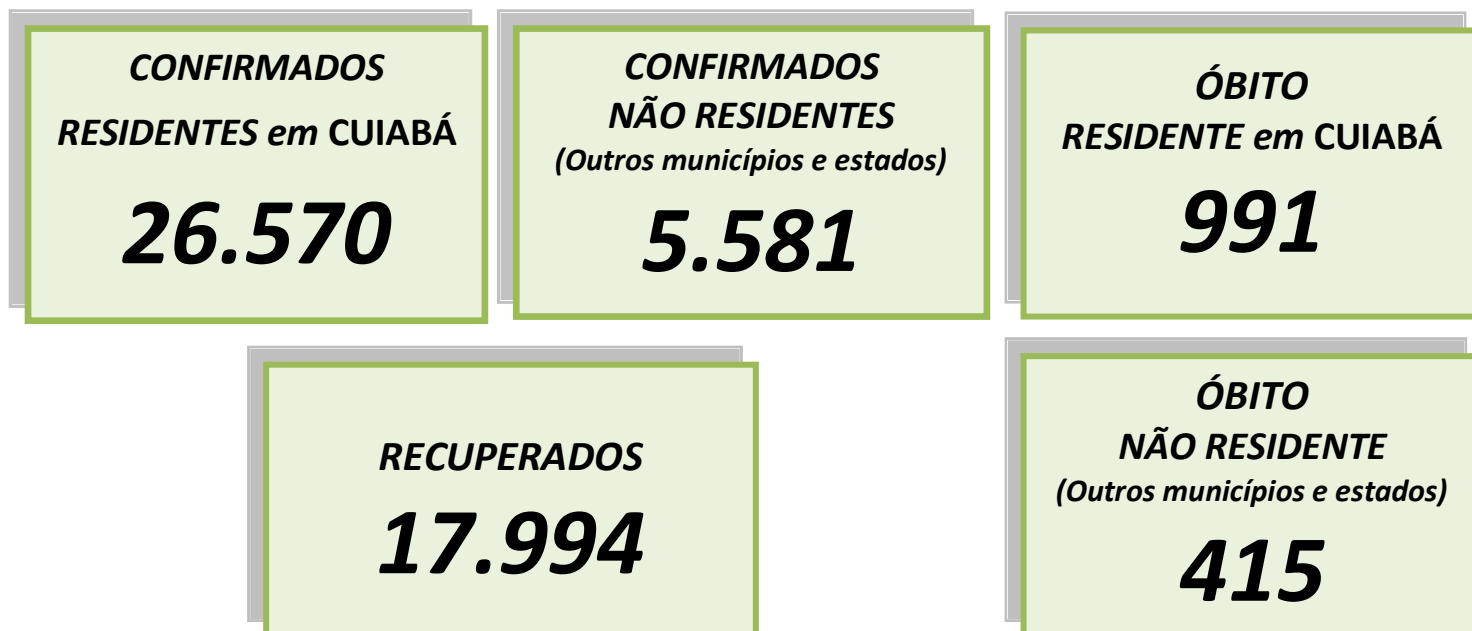 CONFIRMADOS
RESIDENTES em CUIABÁ
26.570
CONFIRMADOS
NÃO RESIDENTES
(Outros municípios e estados)
5.581
ÓBITO
RESIDENTE em CUIABÁ
991
RECUPERADOS
17.994
ÓBITO
NÃO RESIDENTE
(Outros municípios e estados)
415